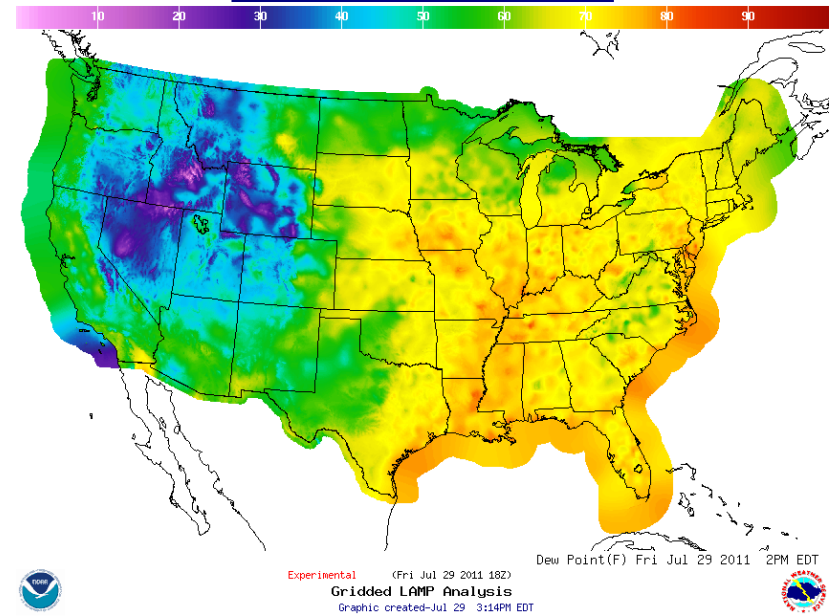 10 20 30 40 50 60 70 80 90
Dew Point(F) Fri Jul 29 2011 2PM EDT
Experimental (Fri Jul 29 2011 18Z)
Gridded LAMP Analysis
Graphic created-Jul 29 3:14PM EDT
NOAA